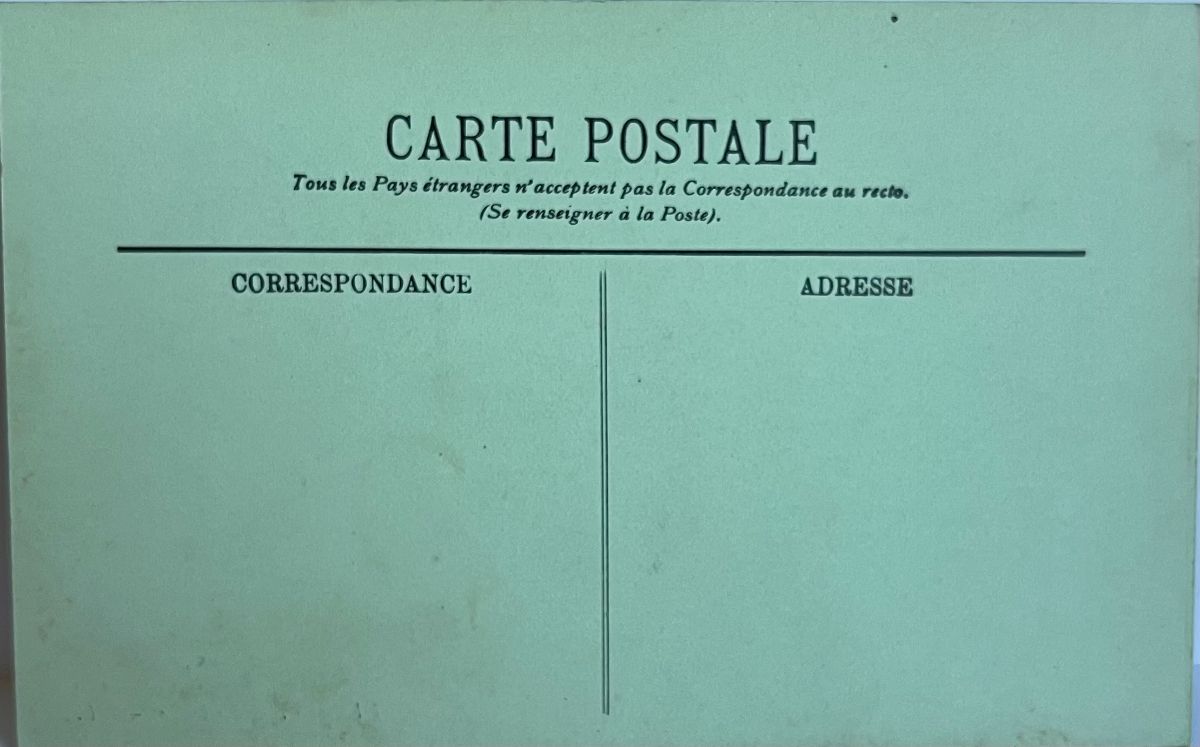 CARTE POSTALE
Tous les Pays étrangers n'acceptent pas la Correspondance au recto.
(Se renseigner à la Poste).
CORRESPONDANCE
ADRESSE